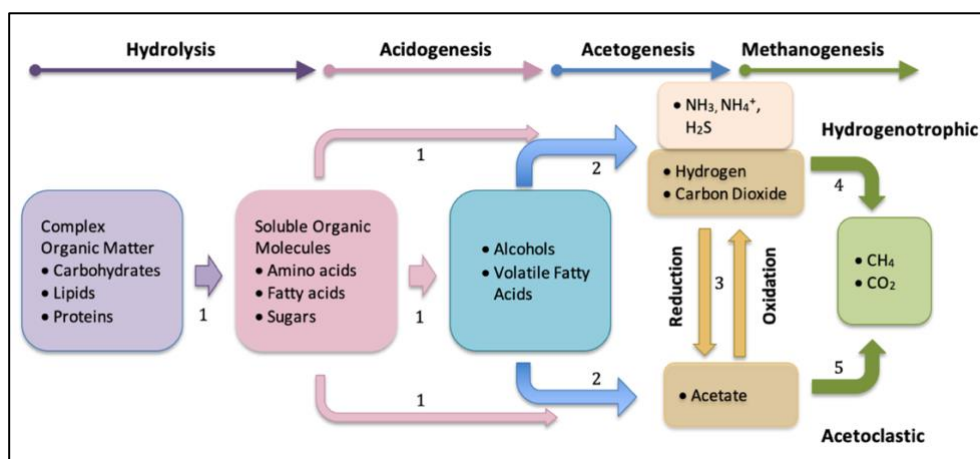 Hydrolysis
Acidogenesis
Acetogenesis
Methanogenesis
• NH₃, NH₄⁺,
H₂S
Hydrogenotrophic
1
2
• Hydrogen
• Carbon Dioxide
4
Complex
Organic Matter
• Carbohydrates
• Lipids
• Proteins
1
Soluble Organic
Molecules
• Amino acids
• Fatty acids
• Sugars
1
• Alcohols
• Volatile Fatty
Acids
Reduction
3
Oxidation
• CH₄
• CO₂
1
2
• Acetate
5
Acetoclastic